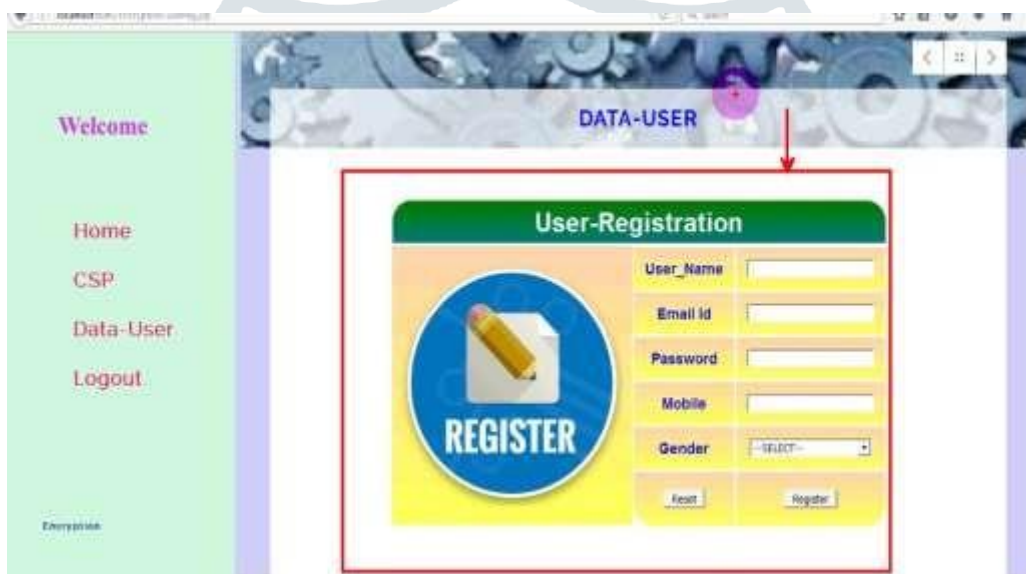 DATA-USER
Welcome
Home
CSP
Data-User
Logout
Encryption
User-Registration
REGISTER
User_Name
Email Id
Password
Mobile
Gender
--SELECT--
Reset
Register